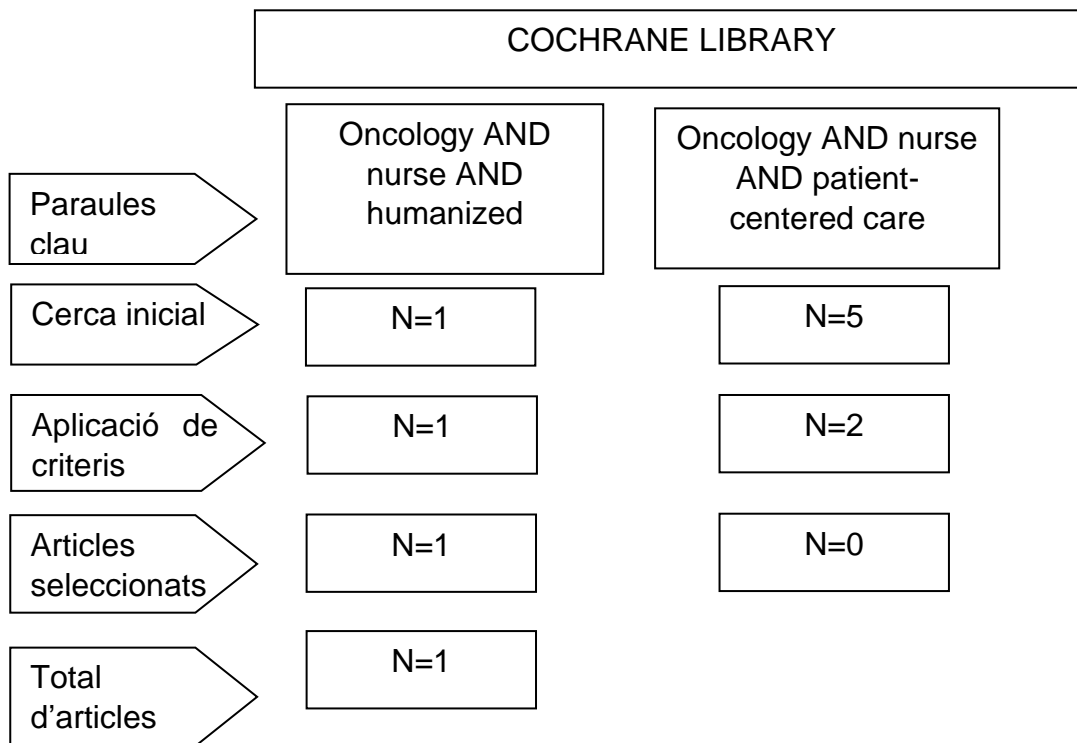 COCHRANE LIBRARY
Paraules
clau
Oncology AND
nurse AND
humanized
Oncology AND nurse
AND patient-
centered care
Cerca inicial
N=1
N=5
Aplicació de
criteris
N=1
N=2
Articles
seleccionats
N=1
N=0
Total
d’articles
N=1